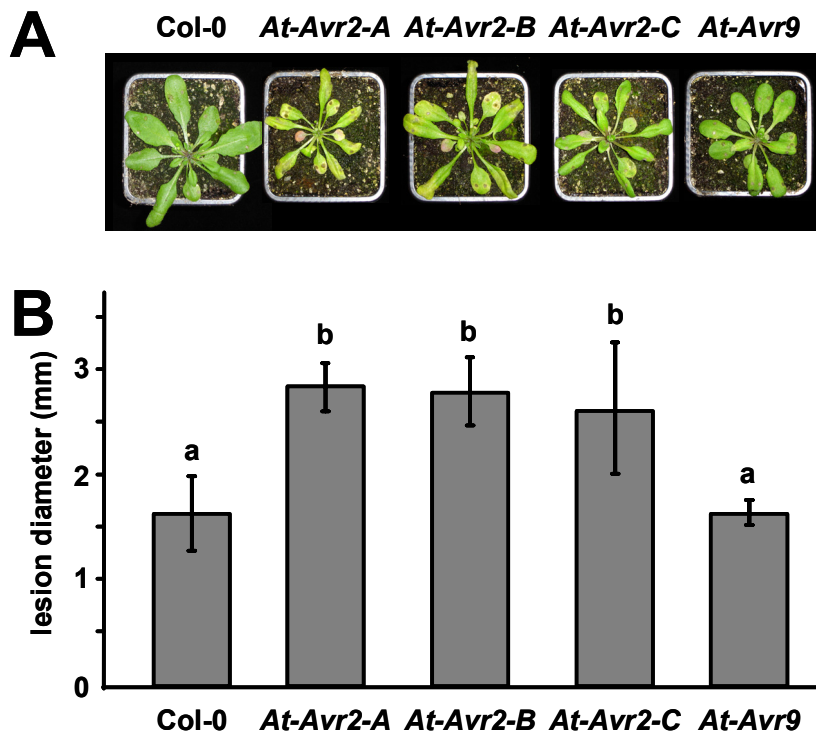 A
Col-0 At-Avr2-A At-Avr2-B At-Avr2-C At-Avr9
B
lesion diameter (mm)
3
2
1
0
a
b
b
b
a
Col-0 At-Avr2-A At-Avr2-B At-Avr2-C At-Avr9